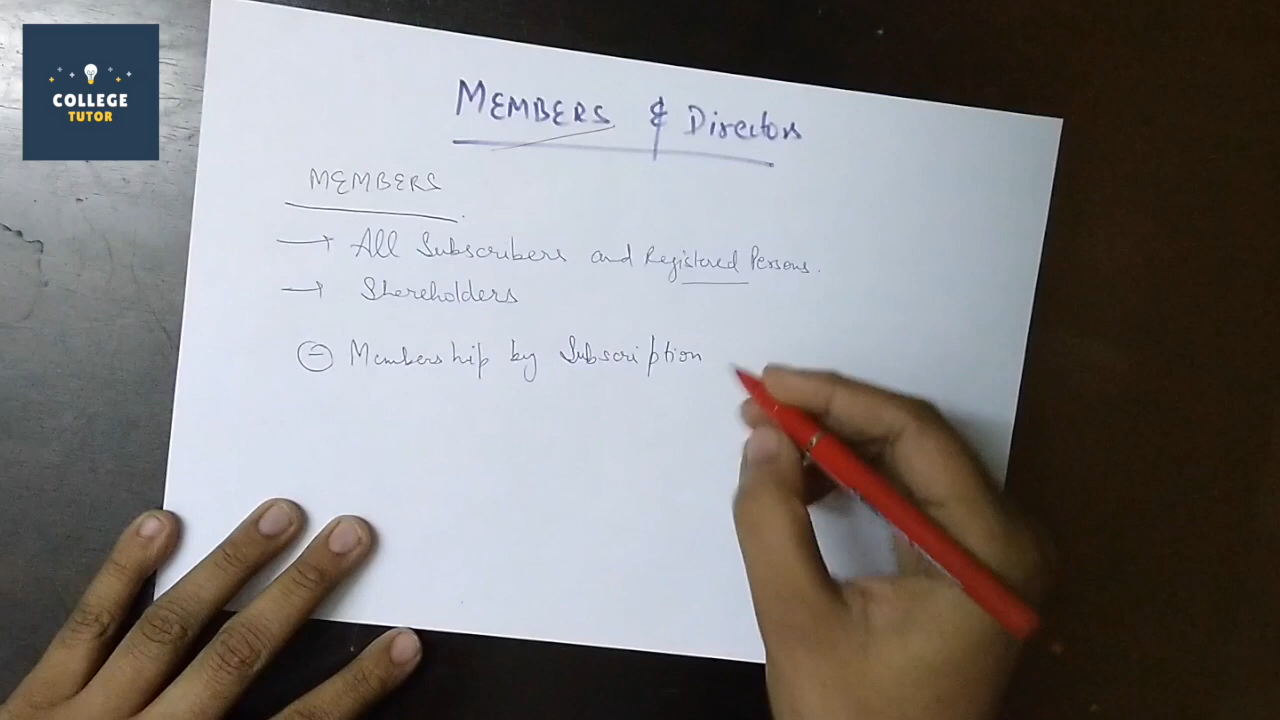 COLLEGE
TUTOR
MEMBERS & Directors
MEMBERS
→ All Subscribers and Registered Persons.
→ Shareholders
Membership by Subscription